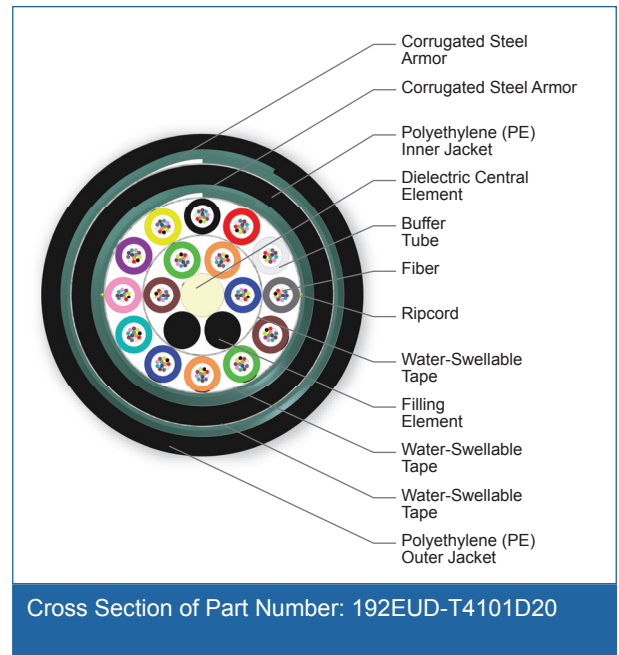 Corrugated Steel
Armor
Corrugated Steel Armor
Polyethylene (PE)
Inner Jacket
Dielectric Central
Element
Buffer
Tube
Fiber
Ripcord
Water-Swellable
Tape
Filling
Element
Water-Swellable
Tape
Water-Swellable
Tape
Polyethylene (PE)
Outer Jacket
Cross Section of Part Number: 192EUD-T4101D20